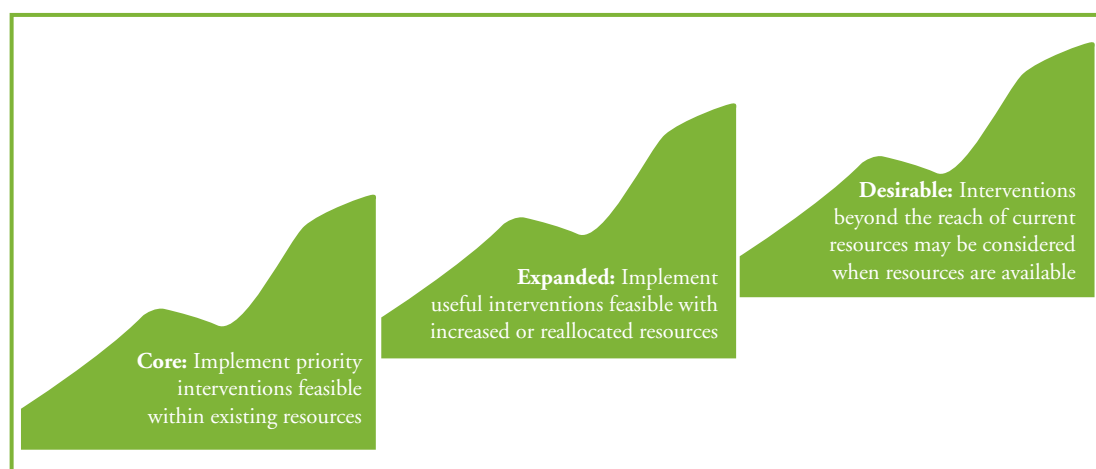 Core: Implement priority
interventions feasible
within existing resources
Expanded: Implement
useful interventions feasible with
increased or reallocated resources
Desirable: Interventions
beyond the reach of current
resources may be considered
when resources are available